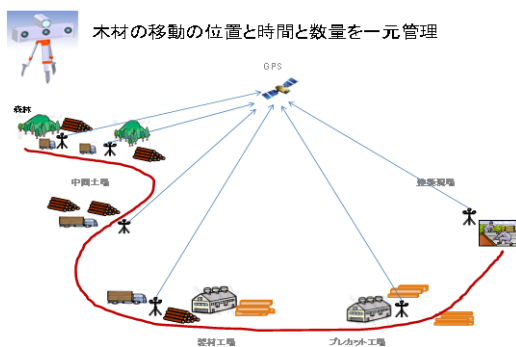 木材の移動の位置と時間と数量を一元管理
GPS
森林
中間土場
建築現場
製材工場
プレカット工場